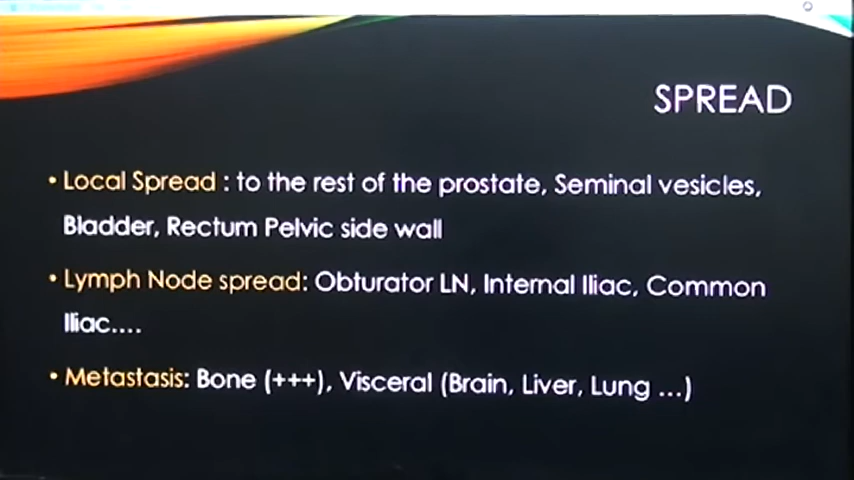 SPREAD
• Local Spread : to the rest of the prostate, Seminal vesicles,
Bladder, Rectum Pelvic side wall
• Lymph Node spread: Obturator LN, Internal Iliac, Common
Iliac....
• Metastasis: Bone (+++), Visceral (Brain, Liver, Lung ...)